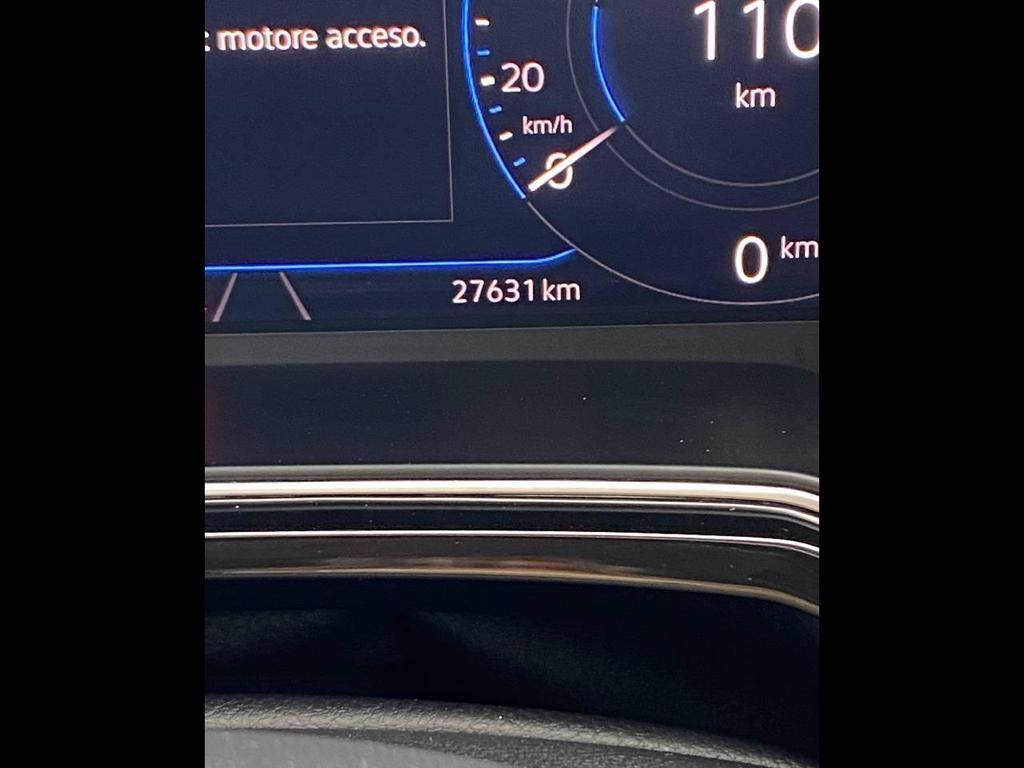 : motore acceso.
110
km
20
km/h
0
0 km
27631 km